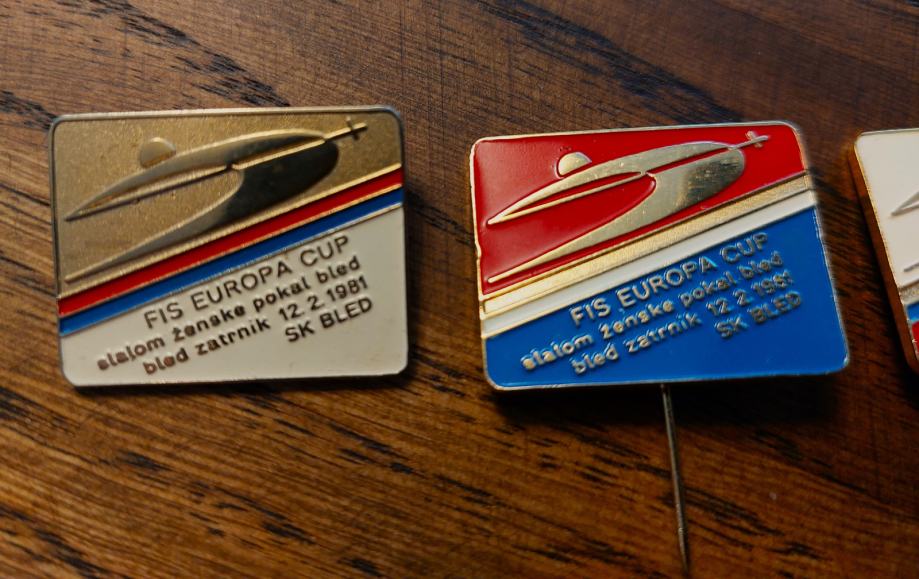 FIS EUROPA CUP
slalom ženske pokal bled
bled zatrnik 12.2.1981
SK BLED
FIS EUROPA CUP
slalom ženske pokal bled
bled zatrnik 12.2.1981
SK BLED